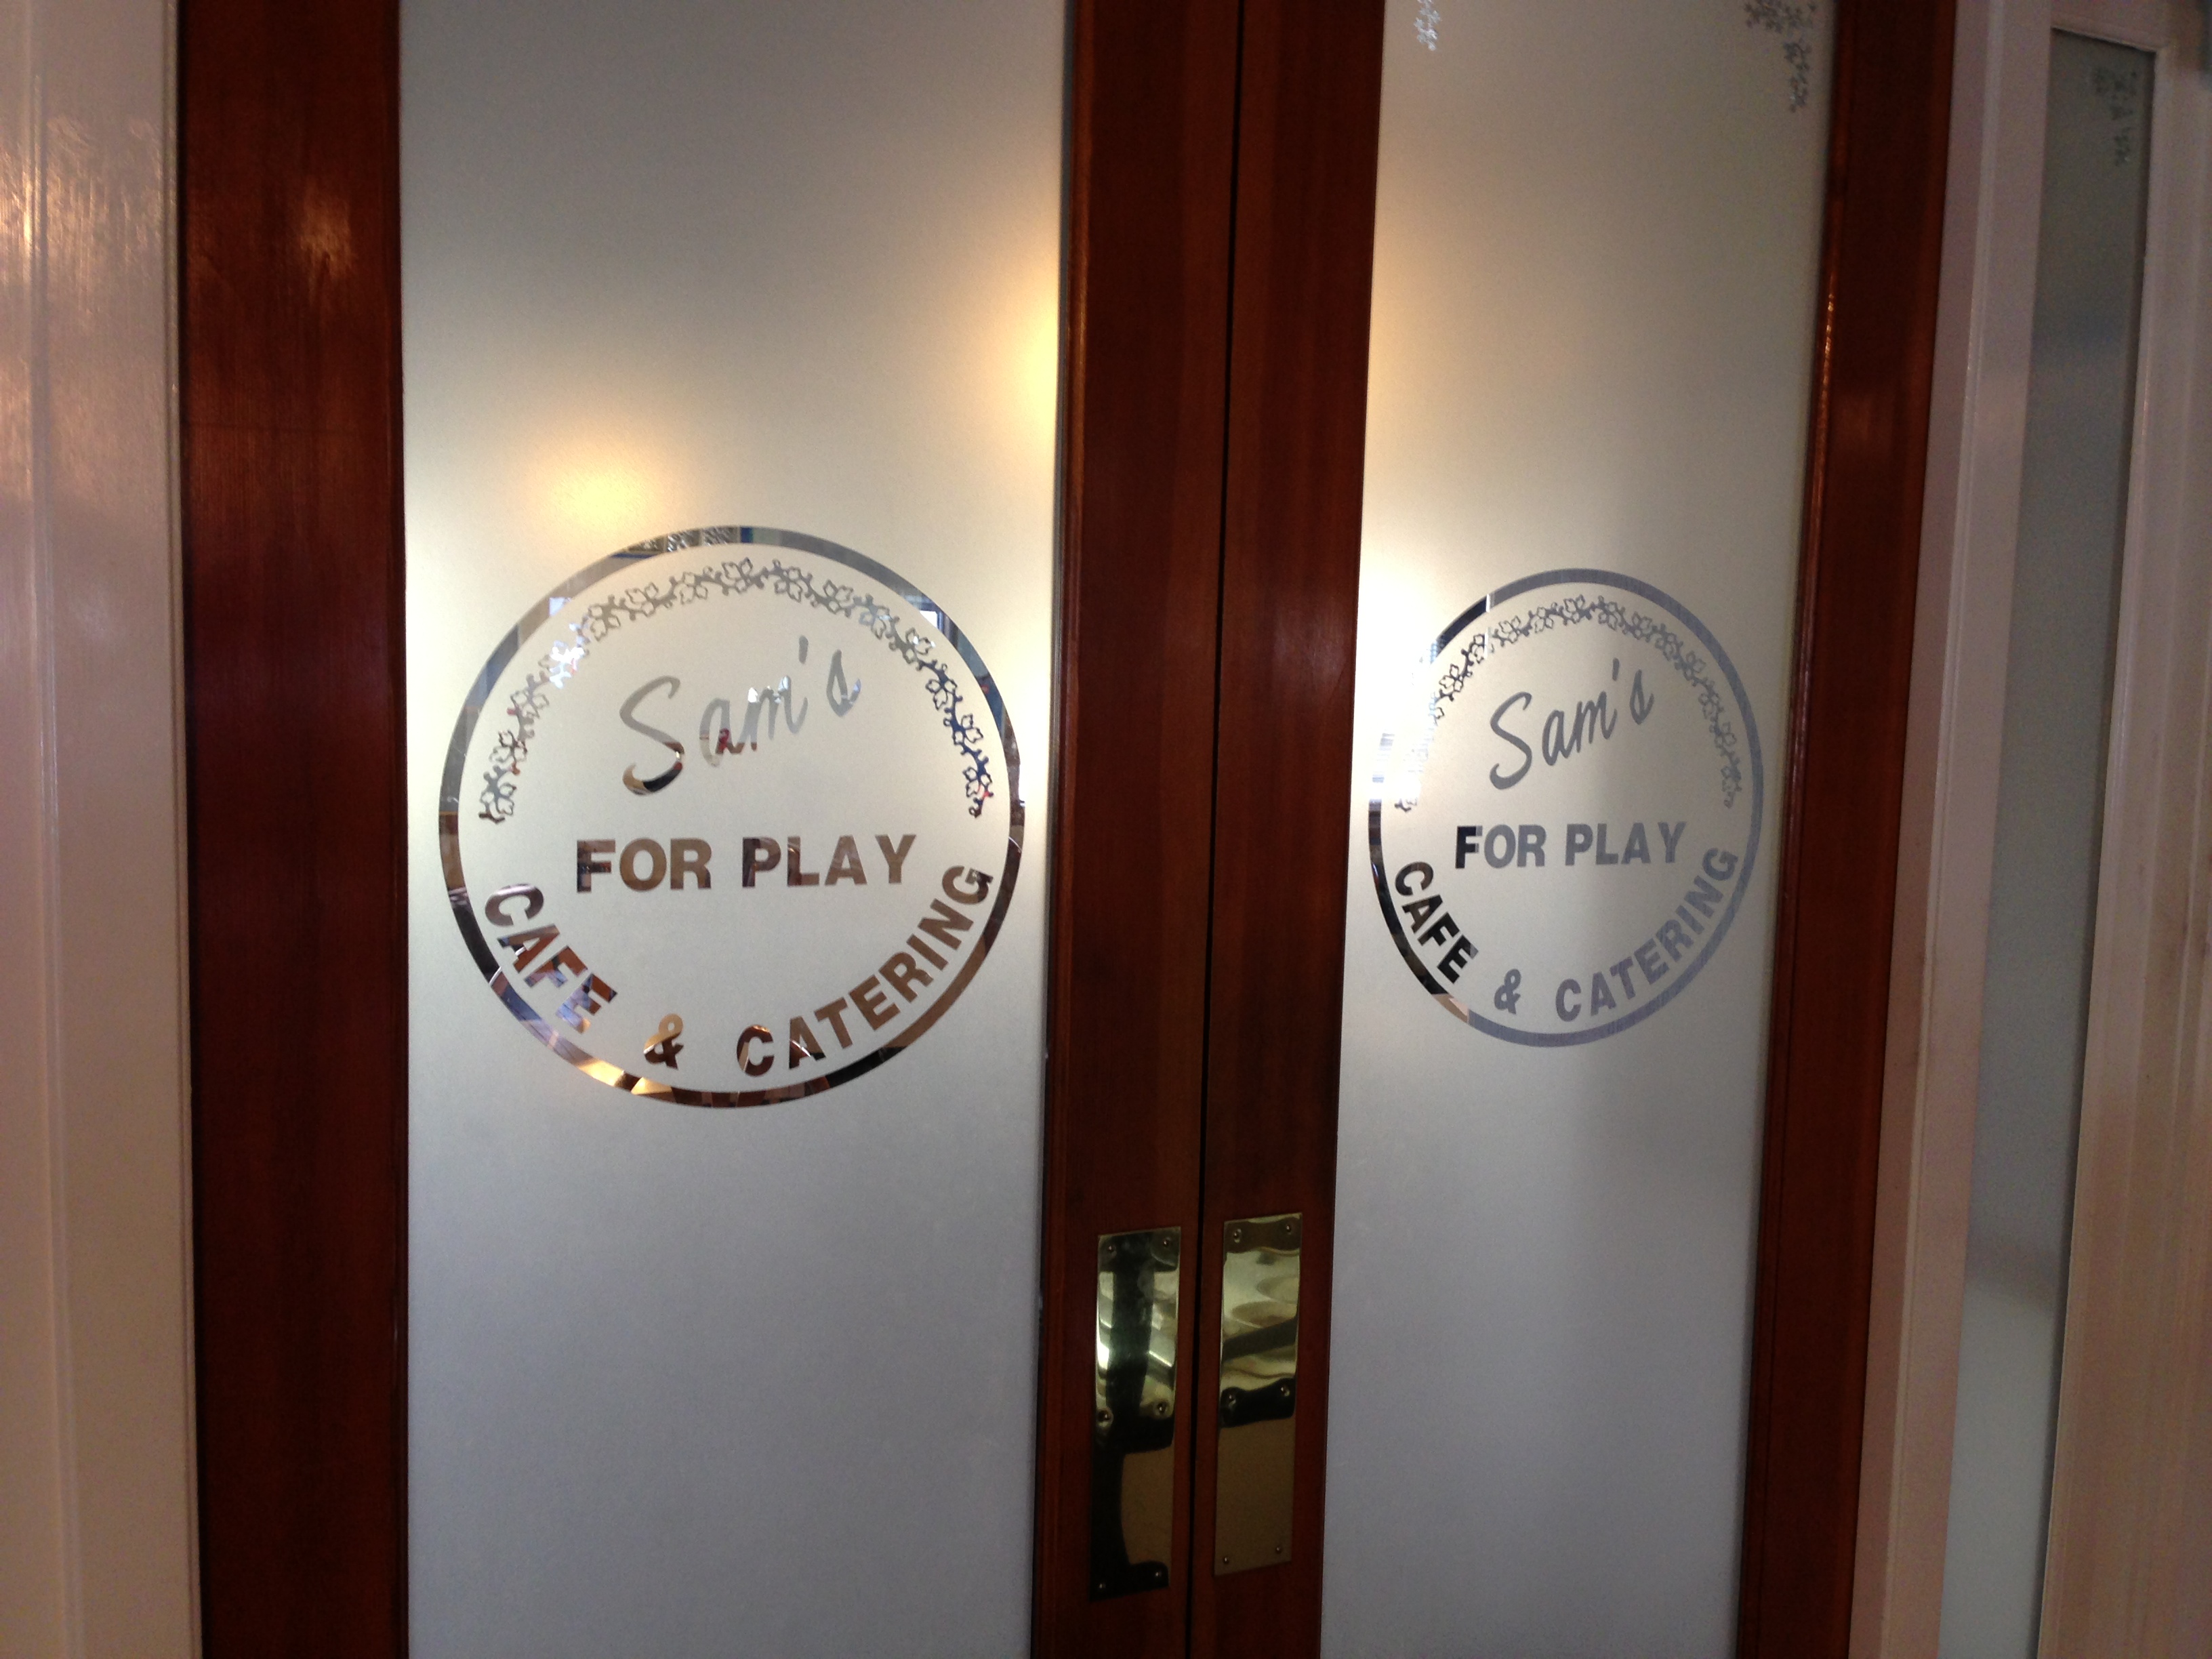 Sam's
FOR PLAY
CAFE & CATERING
Sam's
FOR PLAY
CAFE & CATERING